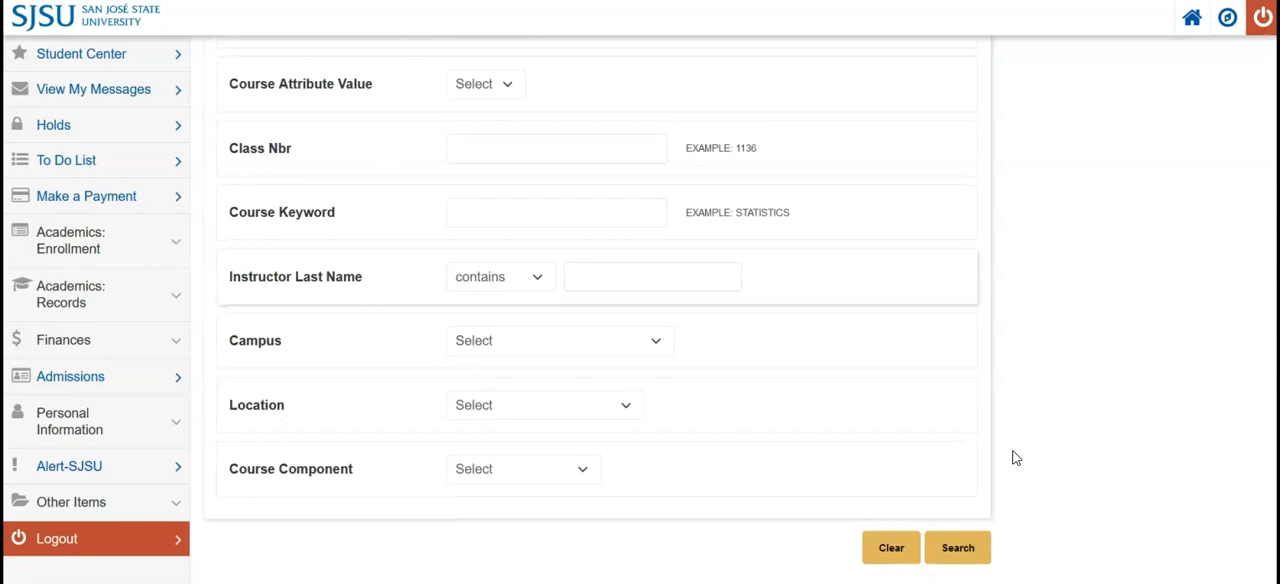 SJSU SAN JOSÉ STATE
UNIVERSITY
Student Center
View My Messages
Holds
To Do List
Make a Payment
Academics:
Enrollment
Academics:
Records
Finances
Admissions
Personal
Information
Alert-SJSU
Other Items
Logout
Course Attribute Value Select
Class Nbr EXAMPLE: 1136
Course Keyword EXAMPLE: STATISTICS
Instructor Last Name contains
Campus Select
Location Select
Course Component Select
Clear Search